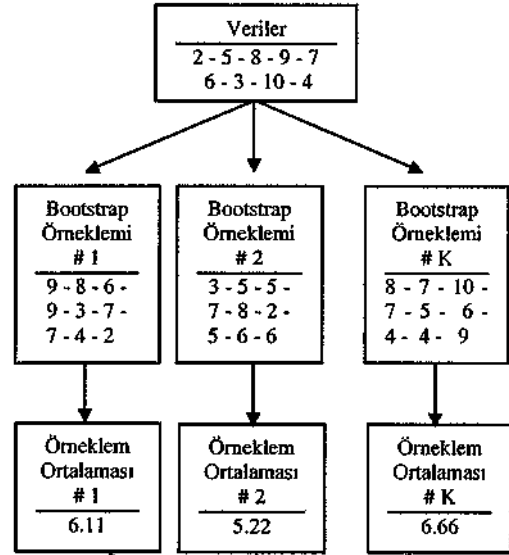 Veriler
2 - 5 - 8 - 9 - 7
6 - 3 - 10 - 4
Bootstrap
Örneklemi
# 1
9 - 8 - 6 -
9 - 3 - 7 -
7 - 4 - 2
Bootstrap
Örneklemi
# 2
3 - 5 - 5 -
7 - 8 - 2 -
5 - 6 - 6
Bootstrap
Örneklemi
# K
8 - 7 - 10 -
7 - 5 - 6 -
4 - 4 - 9
Örneklem
Ortalaması
# 1
6.11
Örneklem
Ortalaması
# 2
5.22
Örneklem
Ortalaması
# K
6.66